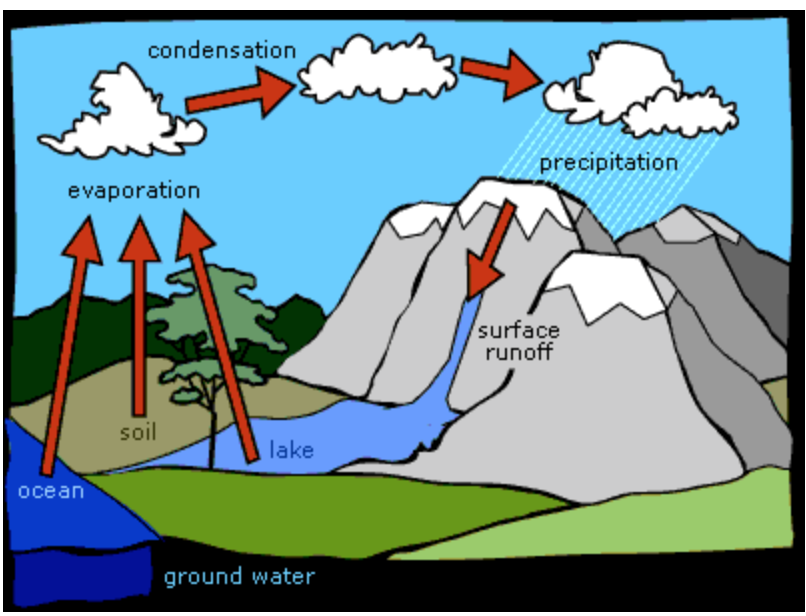 condensation
precipitation
evaporation
surface
runoff
soil
lake
ocean
ground water